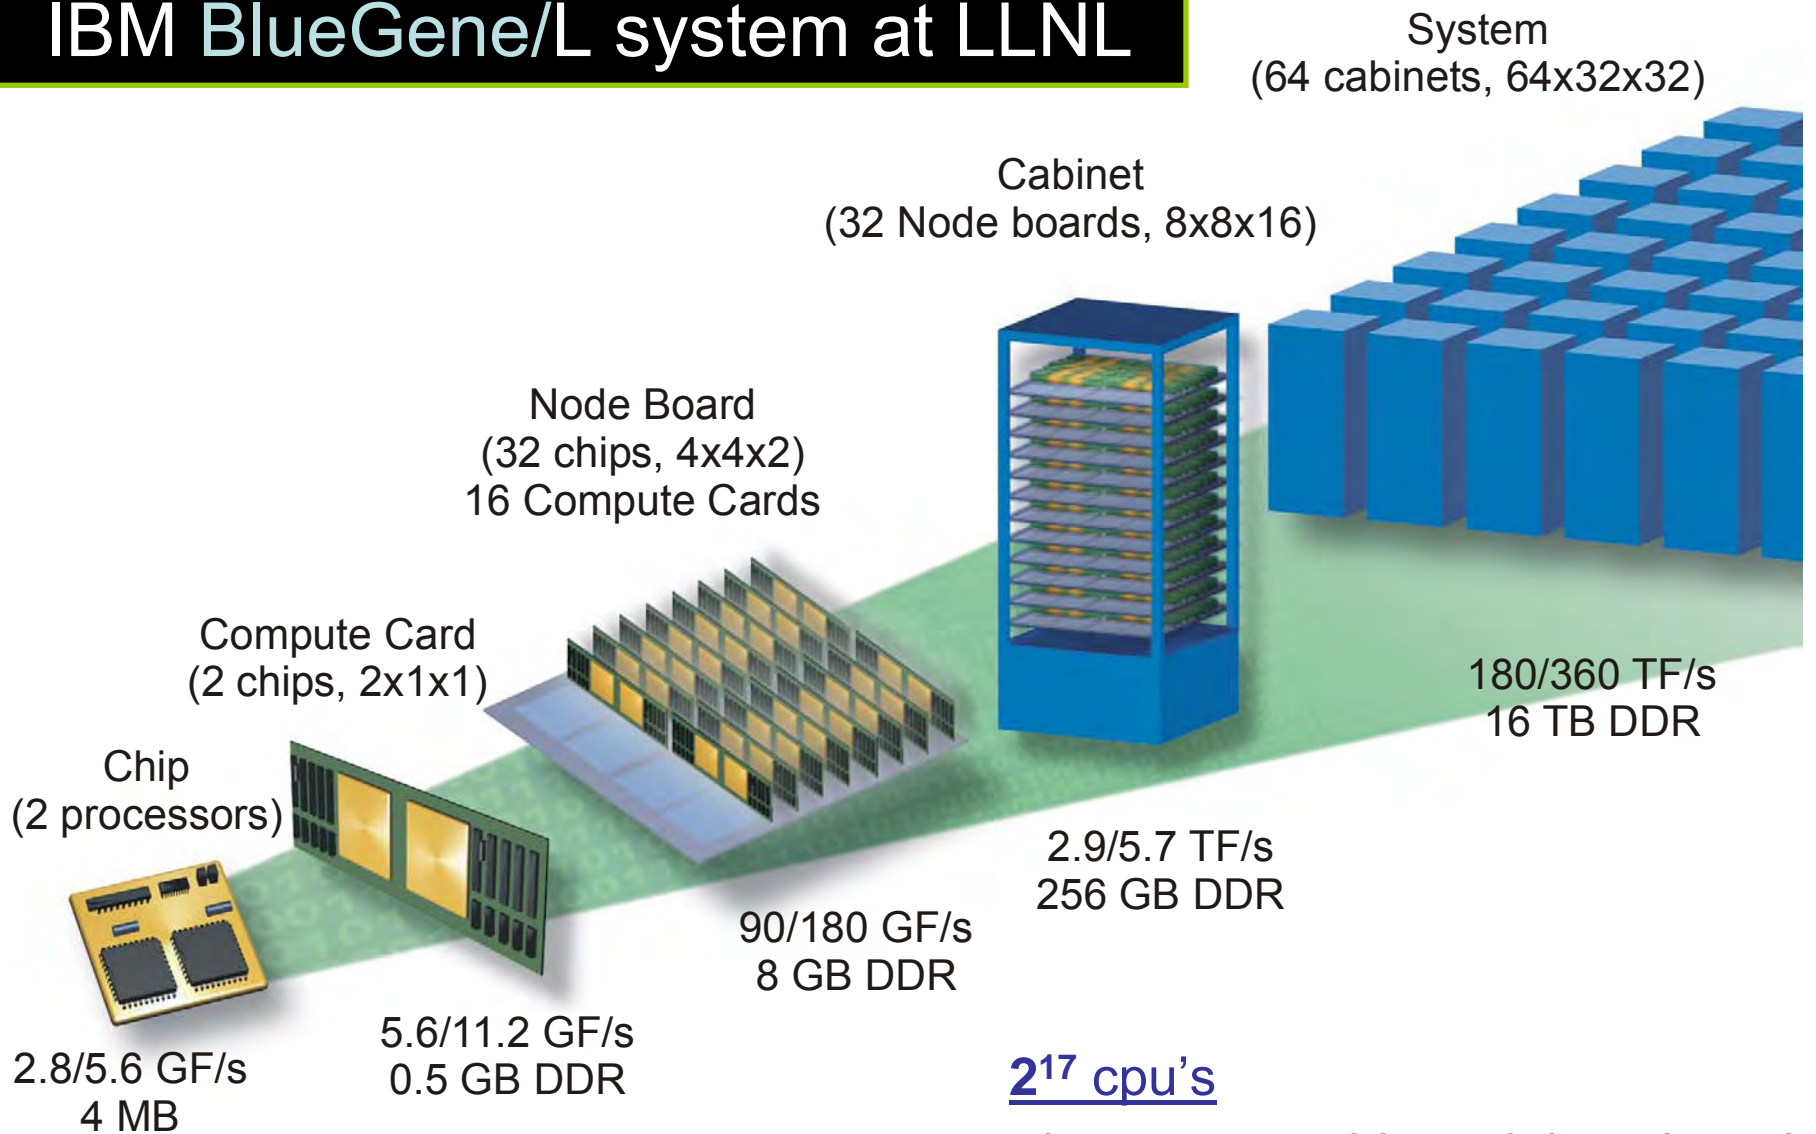 IBM BlueGene/L system at LLNL
System
(64 cabinets, 64x32x32)
Cabinet
(32 Node boards, 8x8x16)
Node Board
(32 chips, 4x4x2)
16 Compute Cards
Compute Card
(2 chips, 2x1x1)
Chip
(2 processors)
180/360 TF/s
16 TB DDR
2.9/5.7 TF/s
256 GB DDR
90/180 GF/s
8 GB DDR
5.6/11.2 GF/s
0.5 GB DDR
2.8/5.6 GF/s
4 MB
2¹⁷ cpu’s